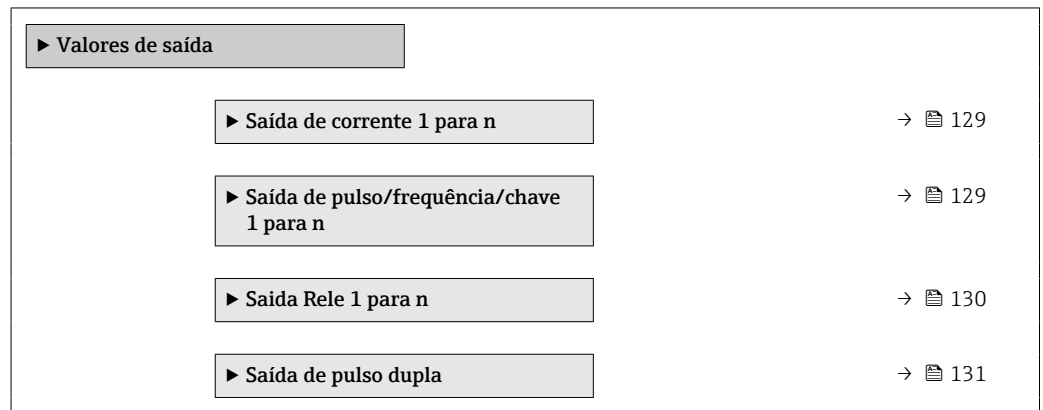 ▶ Valores de saída
▶ Saída de corrente 1 para n → 129
▶ Saída de pulso/frequência/chave → 129
1 para n
▶ Saida Rele 1 para n → 130
▶ Saída de pulso dupla → 131